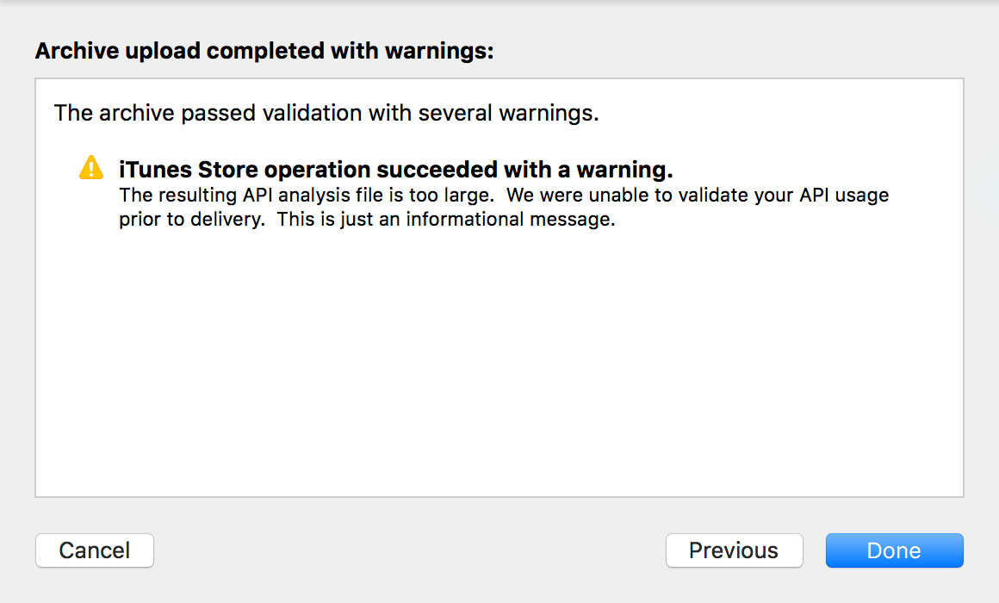 Archive upload completed with warnings:
The archive passed validation with several warnings.
iTunes Store operation succeeded with a warning.
The resulting API analysis file is too large.  We were unable to validate your API usage
prior to delivery.  This is just an informational message.
Cancel
Previous
Done